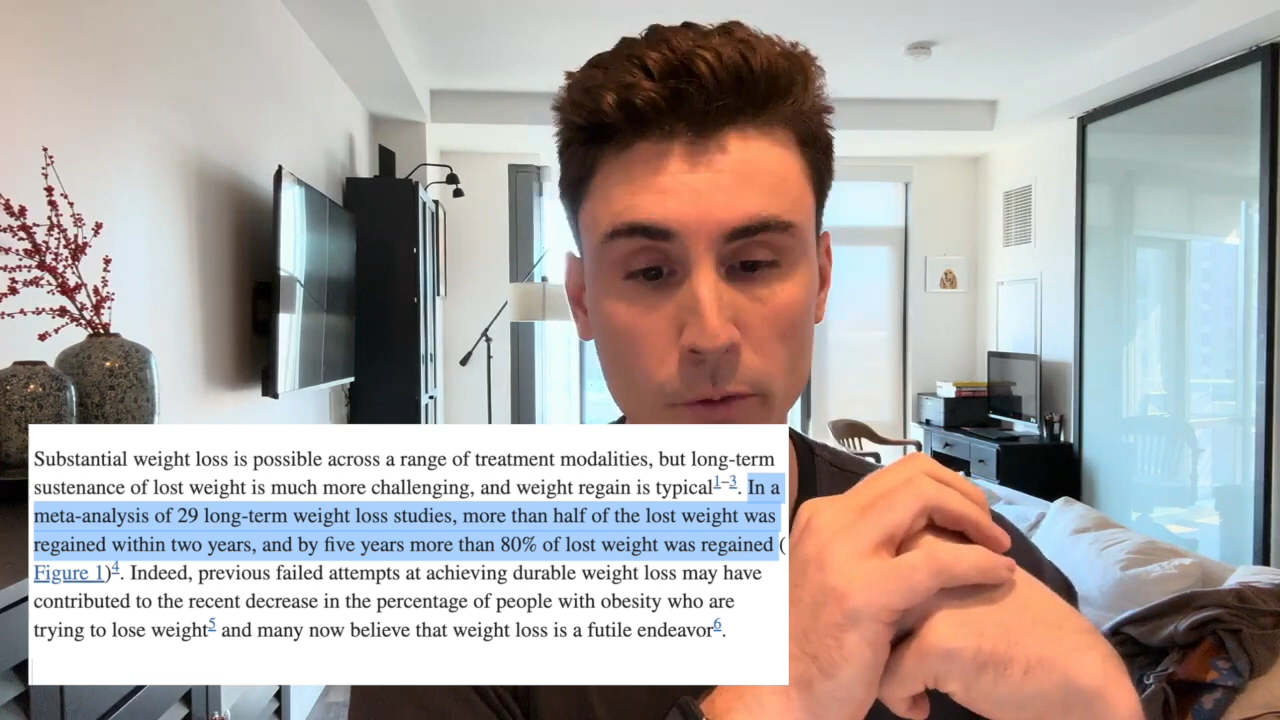 Substantial weight loss is possible across a range of treatment modalities, but long-term
sustenance of lost weight is much more challenging, and weight regain is typical1–3. In a
meta-analysis of 29 long-term weight loss studies, more than half of the lost weight was
regained within two years, and by five years more than 80% of lost weight was regained (
Figure 1)4. Indeed, previous failed attempts at achieving durable weight loss may have
contributed to the recent decrease in the percentage of people with obesity who are
trying to lose weight5 and many now believe that weight loss is a futile endeavor6.